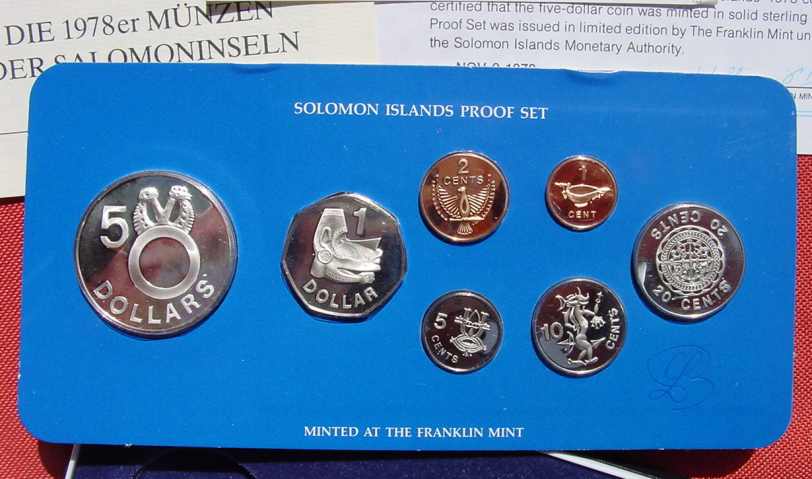 DIE 1978er MÜNZEN
DER SALOMONINSELN
certified that the five-dollar coin was minted in solid sterling
Proof Set was issued in limited edition by The Franklin Mint
the Solomon Islands Monetary Authority.
SOLOMON ISLANDS PROOF SET
5
DOLLARS
1
DOLLAR
2
CENTS
1
CENT
20 CENTS
20 CENTS
5
CENTS
10
CENTS
MINTED AT THE FRANKLIN MINT